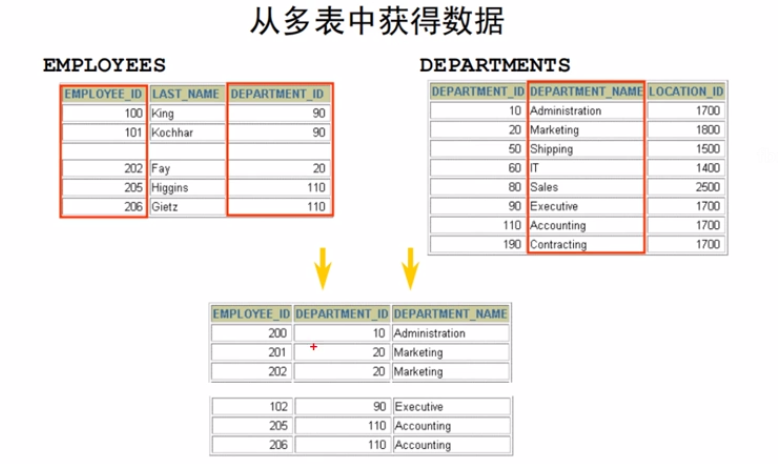 从多表中获得数据
EMPLOYEES
EMPLOYEE_ID LAST_NAME DEPARTMENT_ID
100 King 90
101 Kochhar 90
202 Fay 20
205 Higgins 110
206 Gietz 110
DEPARTMENTS
DEPARTMENT_ID DEPARTMENT_NAME LOCATION_ID
10 Administration 1700
20 Marketing 1800
50 Shipping 1500
60 IT 1400
80 Sales 2500
90 Executive 1700
110 Accounting 1700
190 Contracting 1700
EMPLOYEE_ID DEPARTMENT_ID DEPARTMENT_NAME
200 10 Administration
201 20 Marketing
202 20 Marketing
102 90 Executive
205 110 Accounting
206 110 Accounting